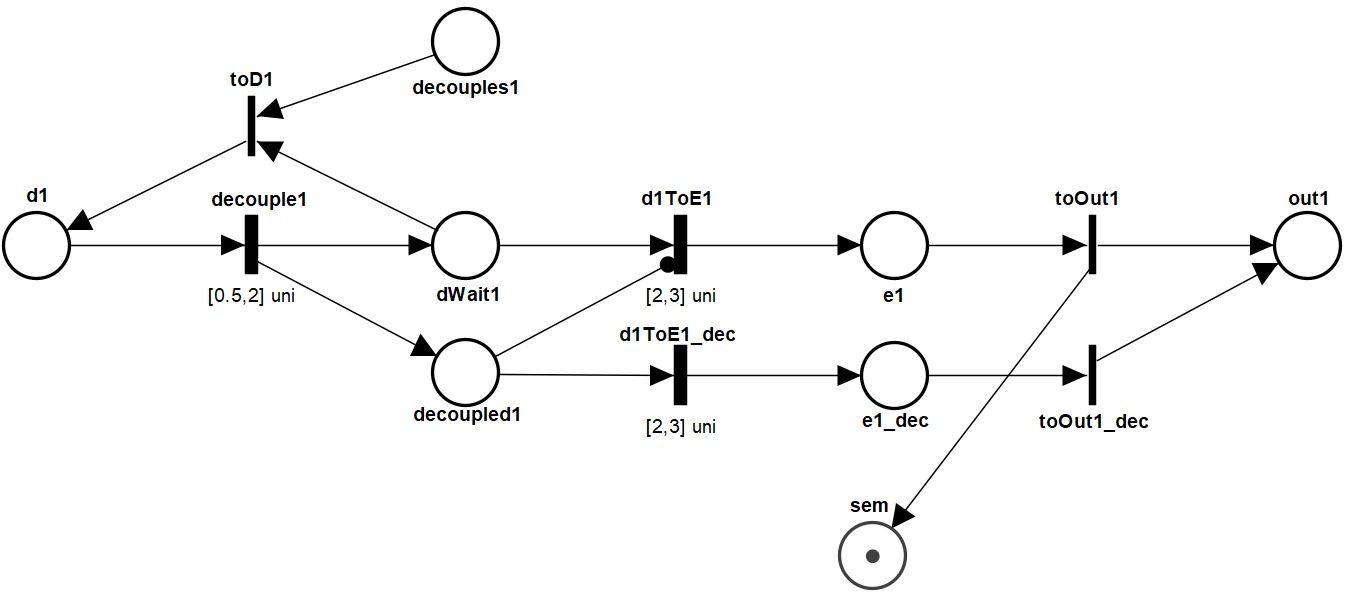 decouples1
toD1
d1
decouple1
[0.5,2] uni
dWait1
d1ToE1
[2,3] uni
e1
toOut1
out1
decoupled1
d1ToE1_dec
[2,3] uni
e1_dec
toOut1_dec
sem